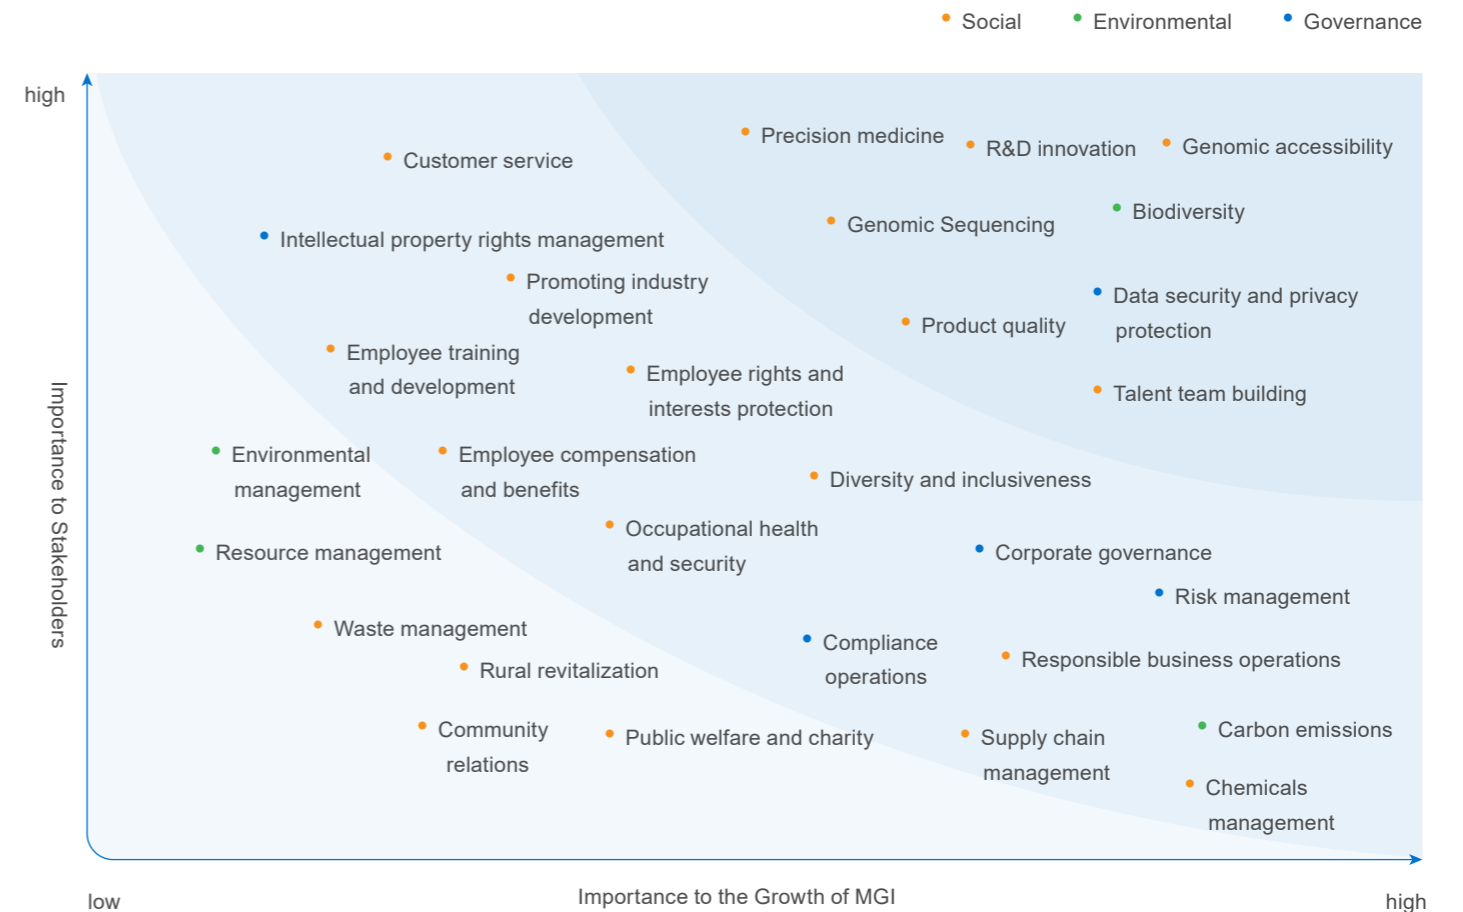 Social
Environmental
Governance
high
Precision medicine
R&D innovation
Genomic accessibility
Customer service
Biodiversity
Genomic Sequencing
Intellectual property rights management
Promoting industry
development
Data security and privacy
protection
Product quality
Employee training
and development
Employee rights and
interests protection
Talent team building
Environmental
management
Employee compensation
and benefits
Diversity and inclusiveness
Occupational health
and security
Resource management
Corporate governance
Risk management
Waste management
Compliance
operations
Responsible business operations
Rural revitalization
Community
relations
Public welfare and charity
Supply chain
management
Carbon emissions
Chemicals
management
Importance to Stakeholders
low
Importance to the Growth of MGI
high